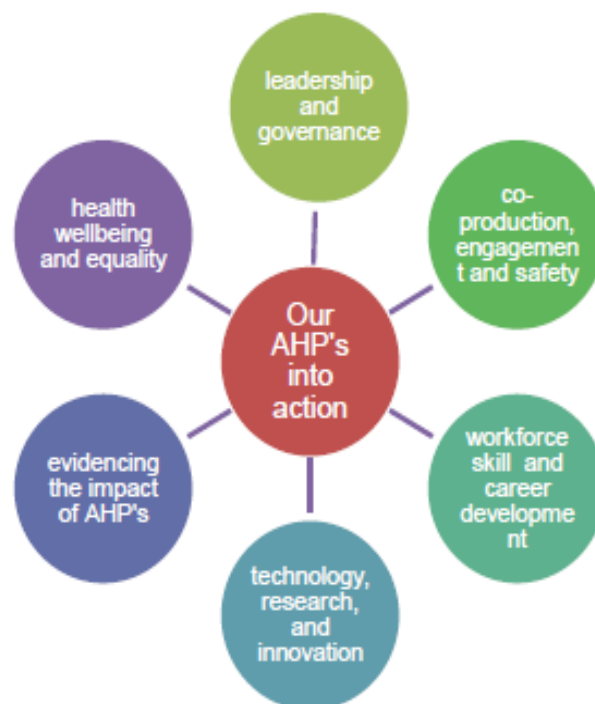 leadership
and
governance
co-
production,
engagemen
t and safety
workforce
skill and
career
developme
nt
technology,
research,
and
innovation
evidencing
the impact
of AHP's
health
wellbeing
and equality
Our
AHP's
into
action